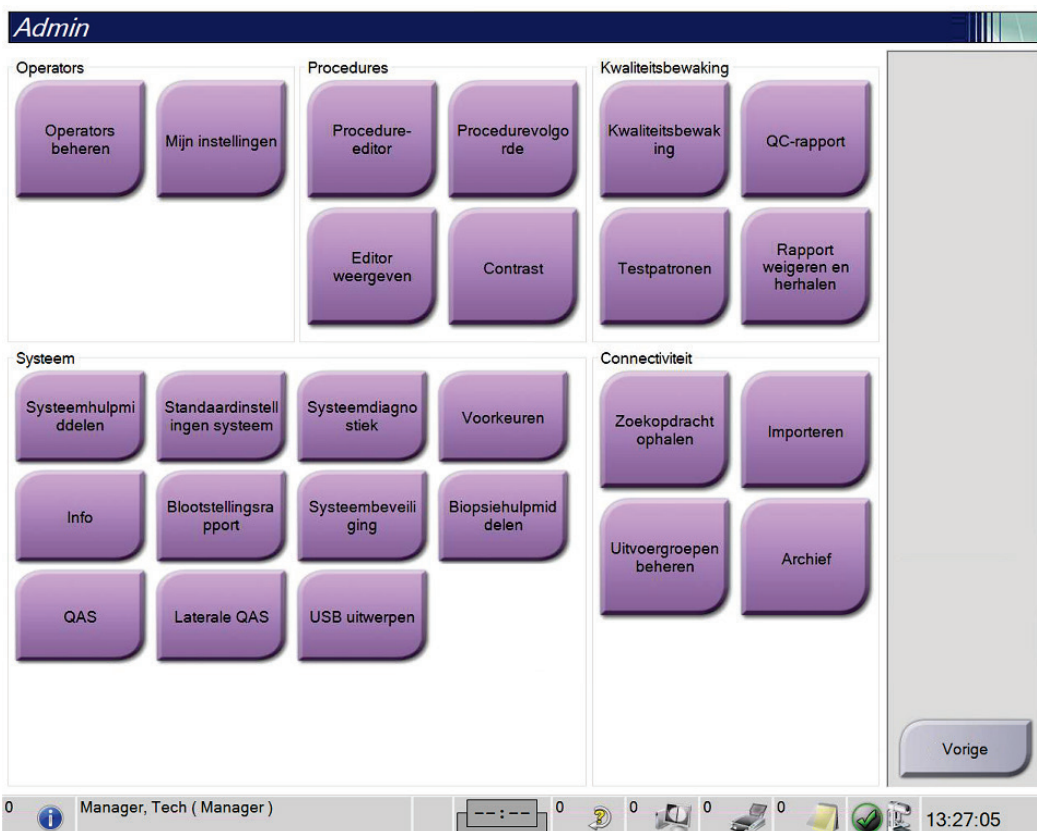 Admin
Operators
Operators
beheren
Mijn instellingen
Procedures
Procedure-
editor
Procedurevolgo
rde
Editor
weergeven
Contrast
Kwaliteitsbewaking
Kwaliteitsbewak
ing
QC-rapport
Testpatronen
Rapport
weigeren en
herhalen
Systeem
Systeemhulpmi
ddelen
Standaardinstell
ingen systeem
Systeemdiagno
stiek
Voorkeuren
Info
Blootstellingsra
pport
Systeembeveili
ging
Biopsiehulpmid
delen
QAS
Laterale QAS
USB uitwerpen
Connectiviteit
Zoekopdracht
ophalen
Importeren
Uitvoergroepen
beheren
Archief
Vorige
0
Manager, Tech ( Manager )
--:--
0
0
0
0
13:27:05